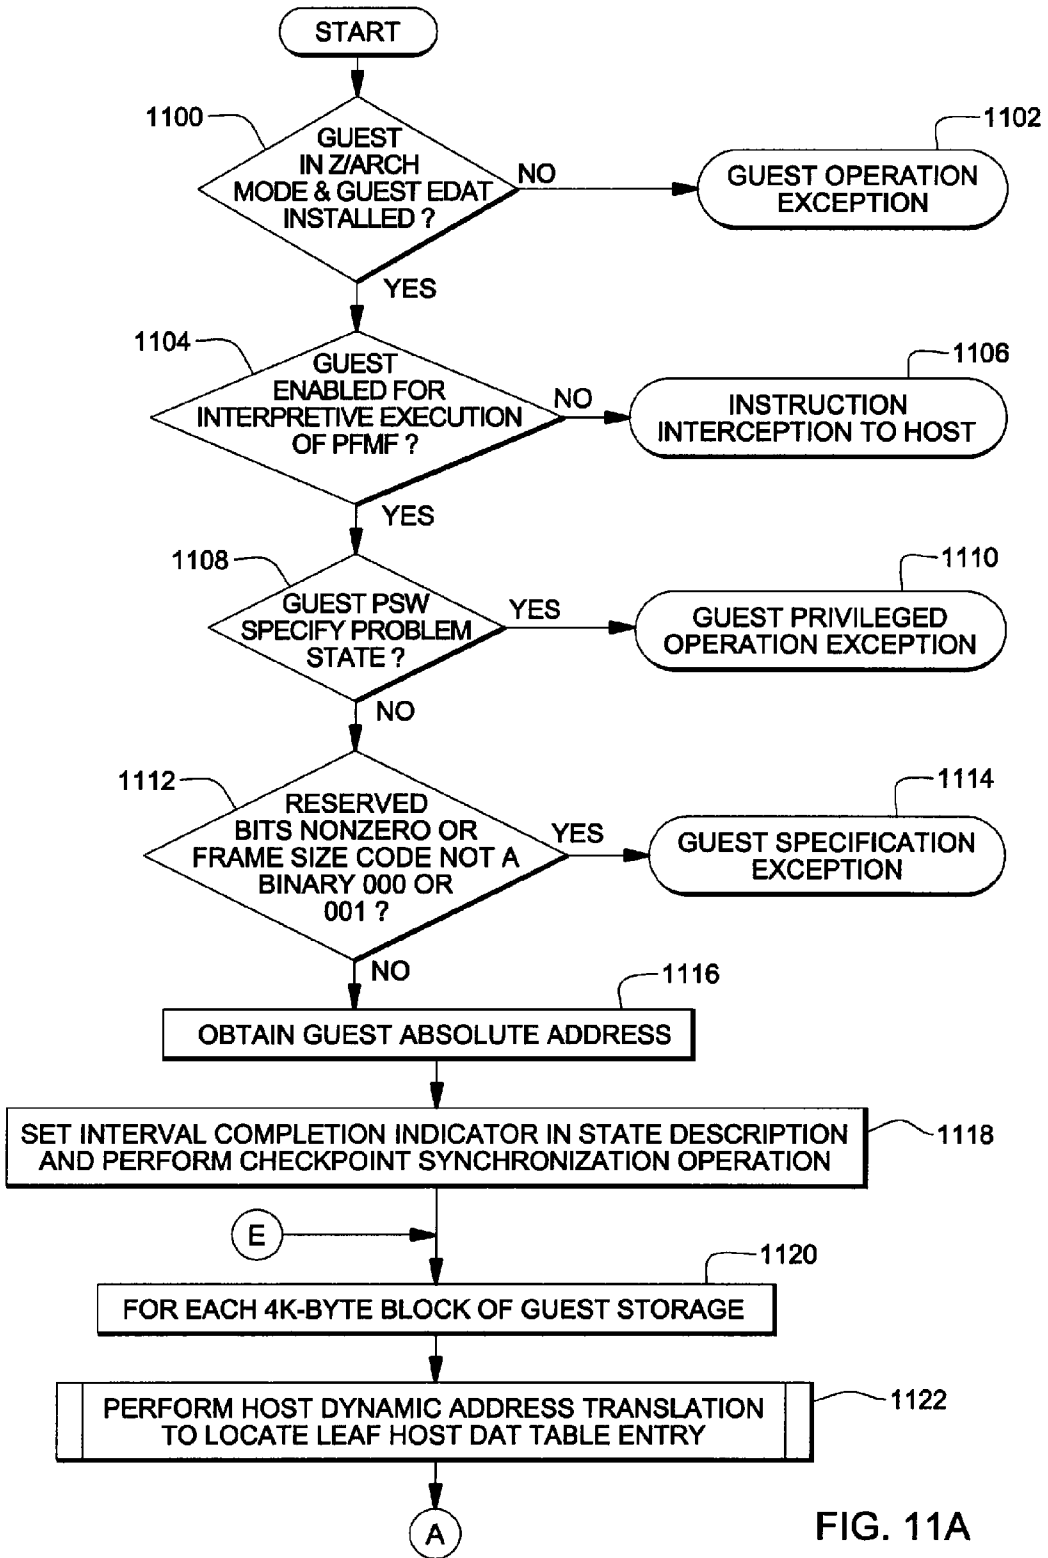 START
1100
GUEST
IN Z/ARCH
MODE & GUEST EDAT
INSTALLED ?
NO
1102
GUEST OPERATION
EXCEPTION
YES
1104
GUEST
ENABLED FOR
INTERPRETIVE EXECUTION
OF PFMF ?
NO
1106
INSTRUCTION
INTERCEPTION TO HOST
YES
1108
GUEST PSW
SPECIFY PROBLEM
STATE ?
YES
1110
GUEST PRIVILEGED
OPERATION EXCEPTION
NO
1112
RESERVED
BITS NONZERO OR
FRAME SIZE CODE NOT A
BINARY 000 OR
001 ?
YES
1114
GUEST SPECIFICATION
EXCEPTION
NO
1116
OBTAIN GUEST ABSOLUTE ADDRESS
SET INTERVAL COMPLETION INDICATOR IN STATE DESCRIPTION
AND PERFORM CHECKPOINT SYNCHRONIZATION OPERATION
1118
E
1120
FOR EACH 4K-BYTE BLOCK OF GUEST STORAGE
PERFORM HOST DYNAMIC ADDRESS TRANSLATION
TO LOCATE LEAF HOST DAT TABLE ENTRY
1122
A
FIG. 11A